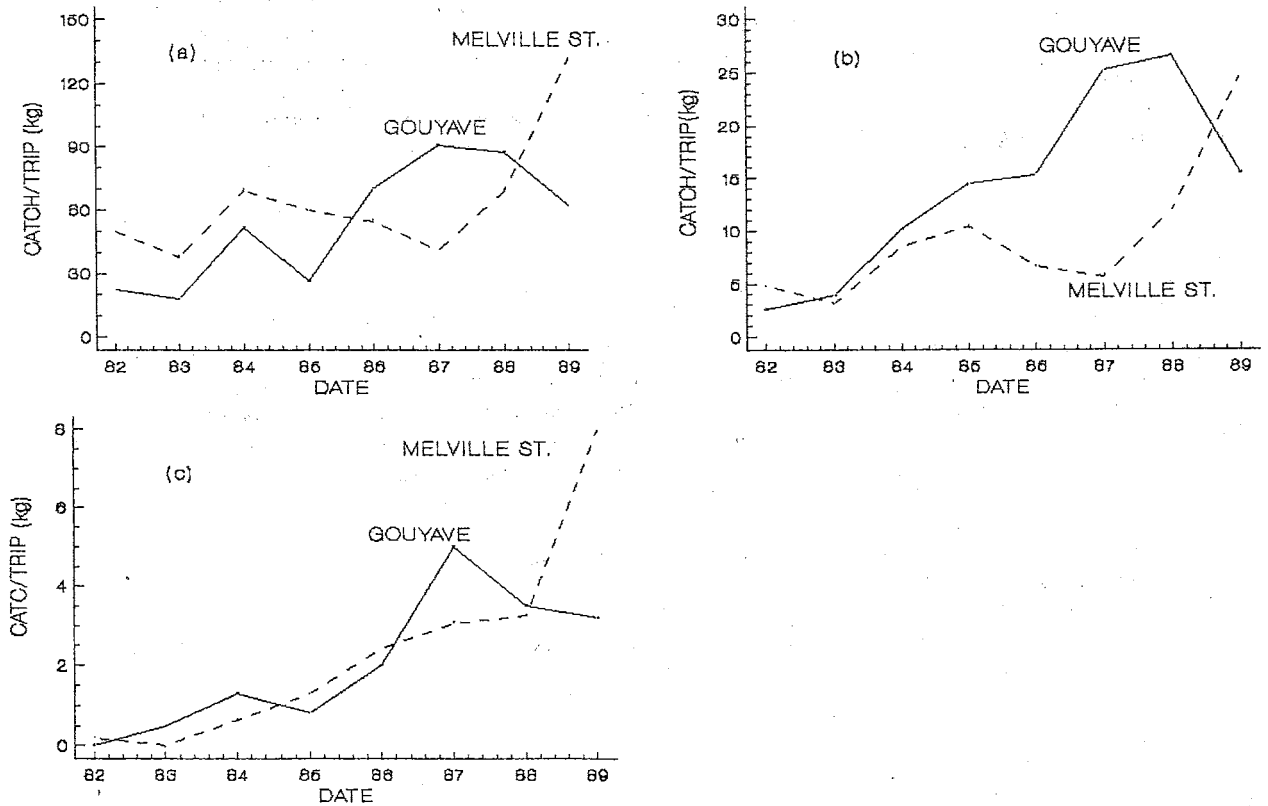 (a)
MELVILLE ST.
GOUYAVE
CATCH/TRIP (kg)
150
120
90
60
30
0
82 83 84 85 86 87 88 89
DATE
(b)
GOUYAVE
MELVILLE ST.
CATCH/TRIP(kg)
30
25
20
15
10
5
0
82 83 84 85 86 87 88 89
DATE
(c)
MELVILLE ST.
GOUYAVE
CATC/TRIP (kg)
8
6
4
2
0
82 83 84 85 86 87 88 89
DATE